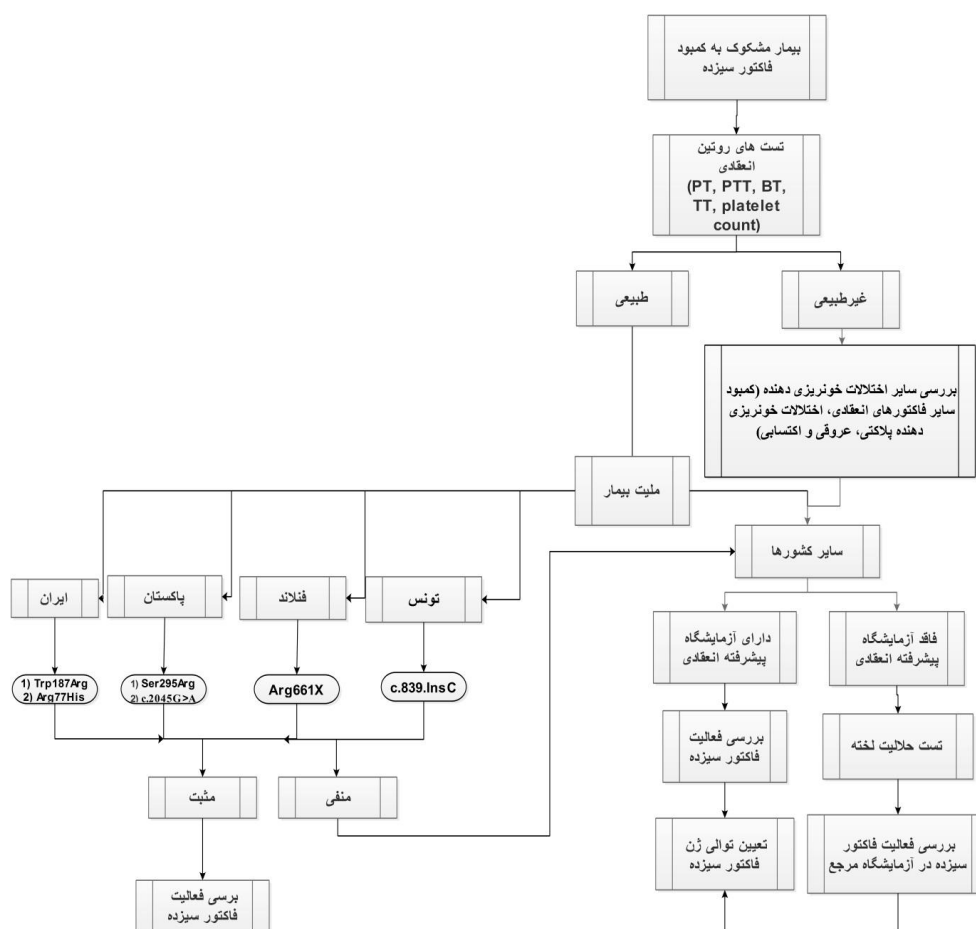 بیمار مشکوک به کمبود
فاکتور سیزده
تست های روتین
انعقادی
(PT, PTT, BT,
TT, platelet
count)
غیرطبیعی
طبیعی
بررسی سایر اختلالات خونریزی دهنده (کمبود
سایر فاکتورهای انعقادی، اختلالات خونریزی
دهنده پلاکتی، عروقی و اکتسابی)
ملیت بیمار
سایر کشورها
تونس
فنلاند
پاکستان
ایران
فاقد آزمایشگاه
پیشرفته انعقادی
دارای آزمایشگاه
پیشرفته انعقادی
c.839.InsC
Arg661X
1) Ser295Arg
2) c.2045G>A
1) Trp187Arg
2) Arg77His
تست حلالیت لخته
بررسی فعالیت
فاکتور سیزده
منفی
مثبت
بررسی فعالیت فاکتور
سیزده در آزمایشگاه مرجع
تعیین توالی ژن
فاکتور سیزده
برسی فعالیت
فاکتور سیزده